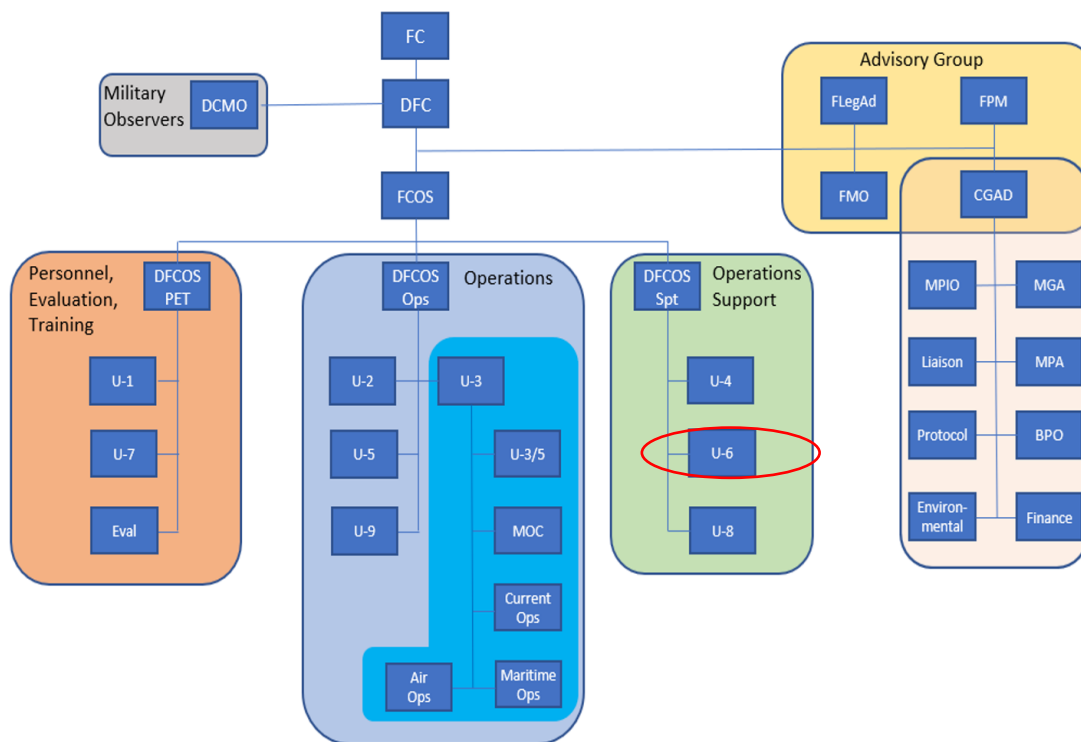 FC
Advisory Group
Military
Observers
DCMO
DFC
FLegAd
FPM
FCOS
FMO
CGAD
Personnel,
Evaluation,
Training
DFCOS
PET
DFCOS
Ops
Operations
DFCOS
Spt
Operations
Support
MPIO
MGA
U-1
U-2
U-3
U-4
Liaison
MPA
U-7
U-5
U-3/5
U-6
Protocol
BPO
Eval
U-9
MOC
U-8
Environ-
mental
Finance
Current
Ops
Air
Ops
Maritime
Ops